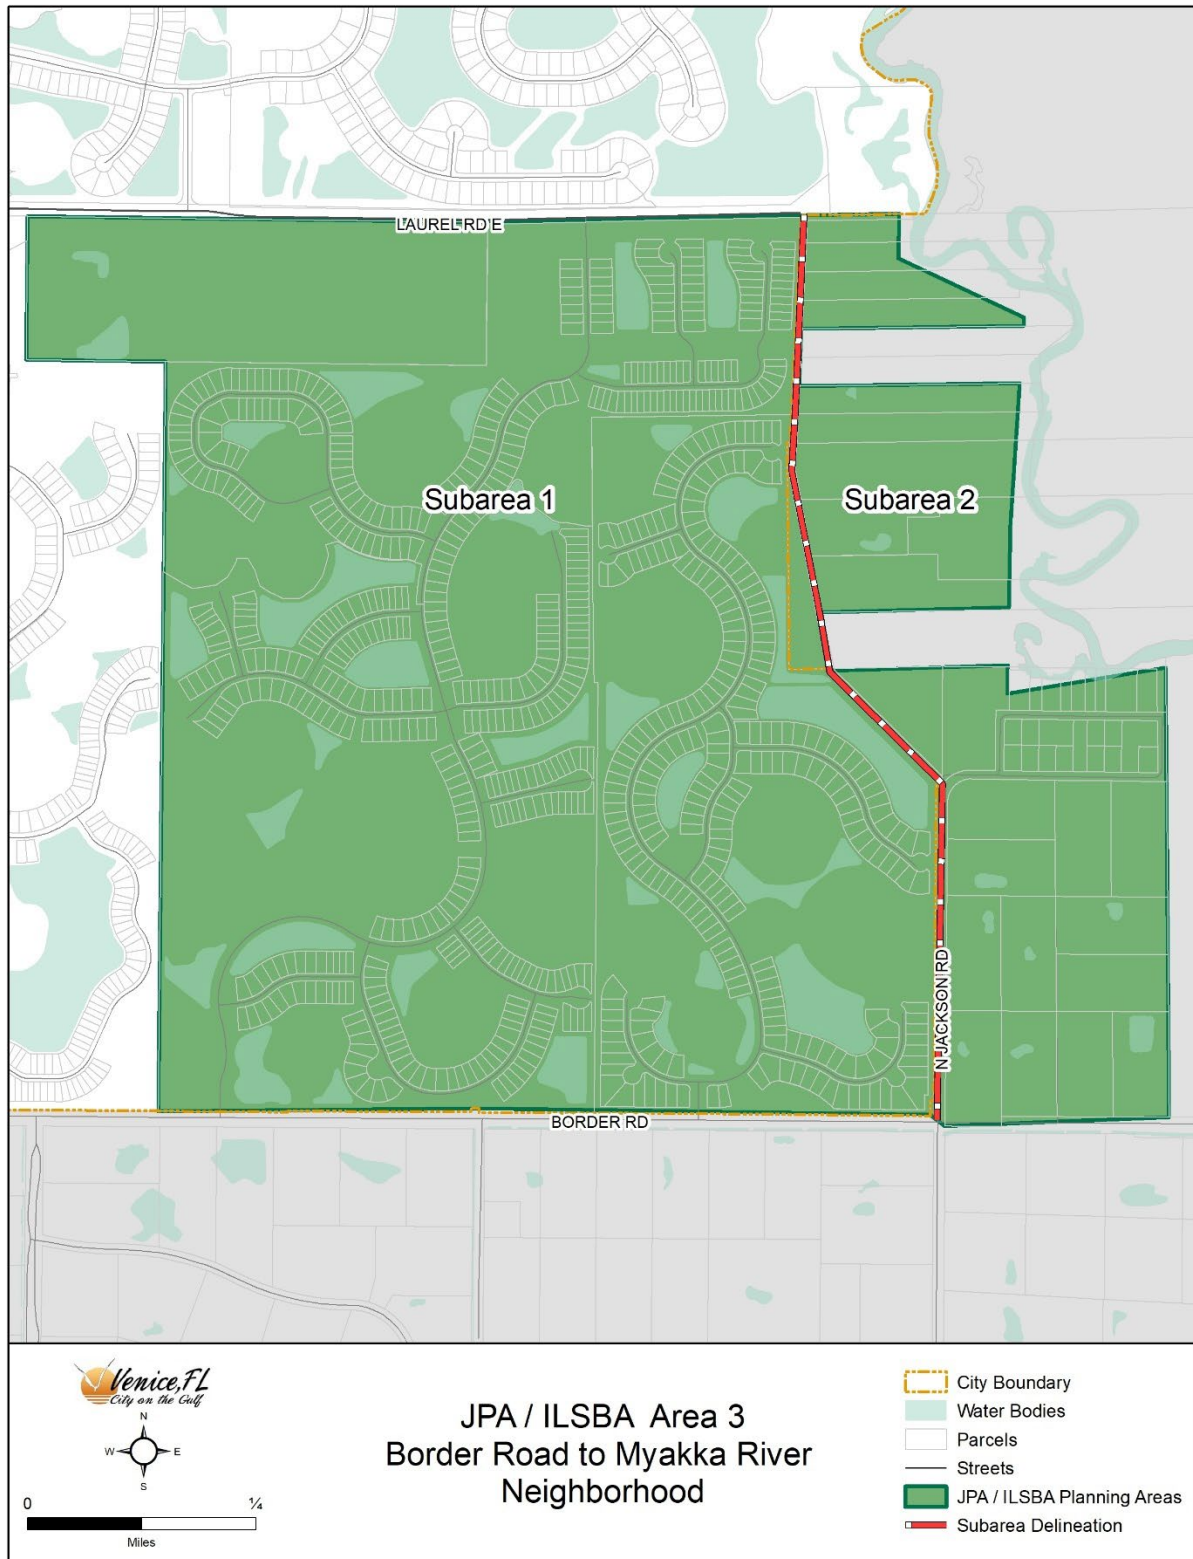 LAUREL RD E
Subarea 1
Subarea 2
N JACKSON RD
BORDER RD
Venice, FL
City on the Gulf
N
W E
S
0 ¼
Miles
JPA / ILSBA Area 3
Border Road to Myakka River
Neighborhood
City Boundary
Water Bodies
Parcels
Streets
JPA / ILSBA Planning Areas
Subarea Delineation